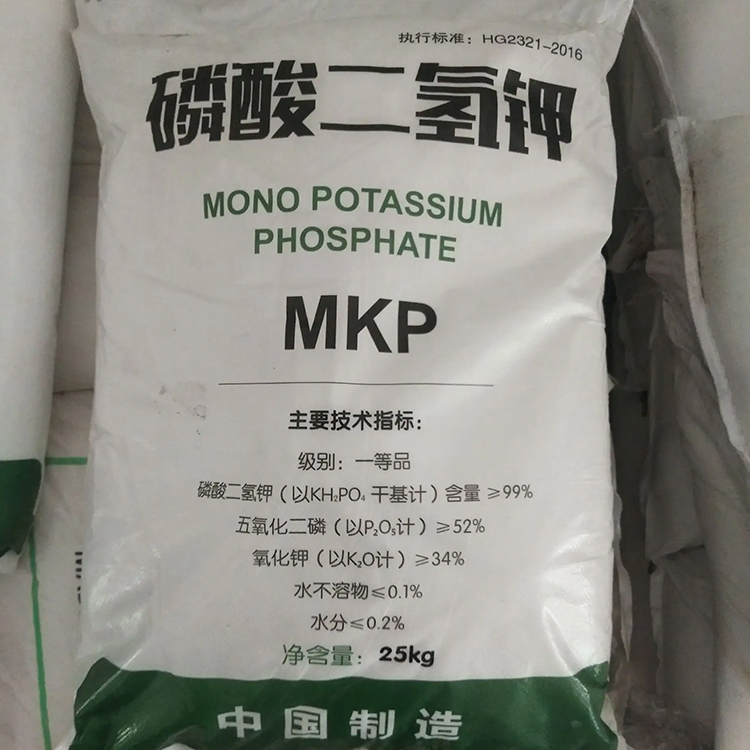 执行标准：HG2321-2016
磷酸二氢钾
MONO POTASSIUM
PHOSPHATE
MKP
主要技术指标：
级别：一等品
磷酸二氢钾（以KH₂PO₄ 干基计）含量≥99%
五氧化二磷（以P₂O₅计）≥52%
氧化钾（以K₂O计）≥34%
水不溶物≤0.1%
水分≤0.2%
净含量：25kg
中国制造